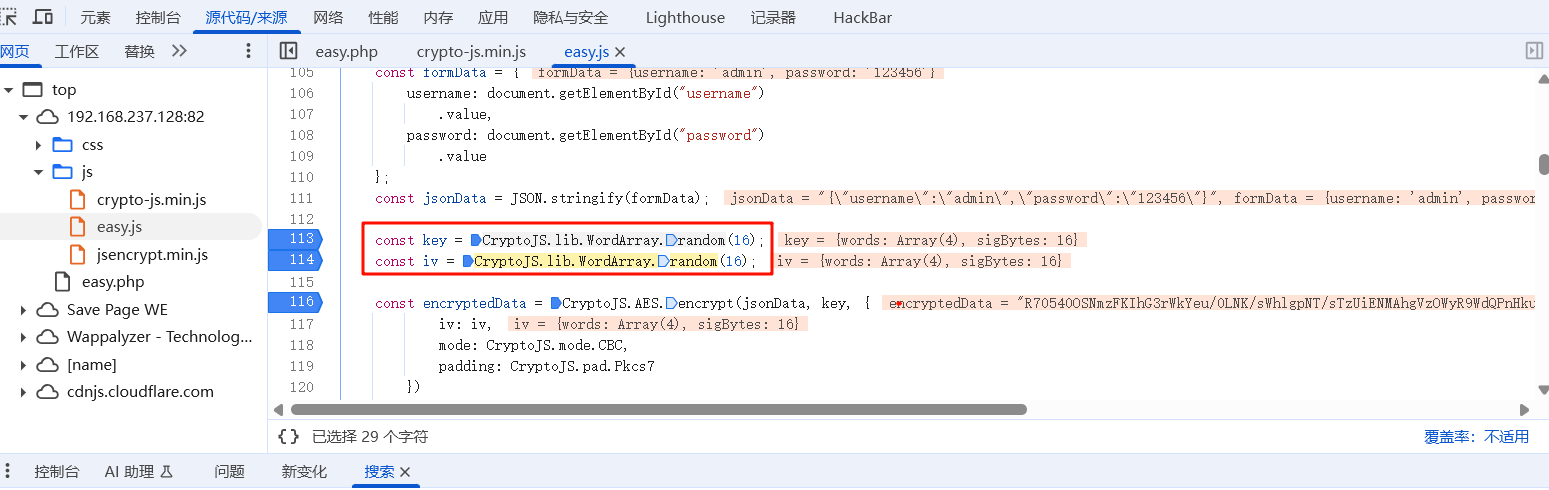 元素 控制台 源代码/来源 网络 性能 内存 应用 隐私与安全 Lighthouse 记录器 HackBar
网页 工作区 替换
top
192.168.237.128:82
css
js
crypto-js.min.js
easy.js
jsencrypt.min.js
easy.php
Save Page WE
Wappalyzer - Technolog...
[name]
cdnjs.cloudflare.com
easy.php crypto-js.min.js easy.js
105 const formData = { formData = {username: 'admin', password: '123456'}
106 username: document.getElementById("username")
107 .value,
108 password: document.getElementById("password")
109 .value
110 };
111 const jsonData = JSON.stringify(formData); jsonData = "{\"username\":\"admin\",\"password\":\"123456\"}", formData = {username: 'admin', passwor
112
113 const key = CryptoJS.lib.WordArray.random(16); key = {words: Array(4), sigBytes: 16}
114 const iv = CryptoJS.lib.WordArray.random(16); iv = {words: Array(4), sigBytes: 16}
115
116 const encryptedData = CryptoJS.AES.encrypt(jsonData, key, { encryptedData = "R70540OSNmzFKIhG3rWkYeu/0LNK/sWhlgpNT/sTzUiENMAhgVzOWyR9WdQPnHku
117 iv: iv, iv = {words: Array(4), sigBytes: 16}
118 mode: CryptoJS.mode.CBC,
119 padding: CryptoJS.pad.Pkcs7
120 })
{} 已选择 29 个字符 覆盖率：不适用
控制台 AI 助理 问题 新变化 搜索